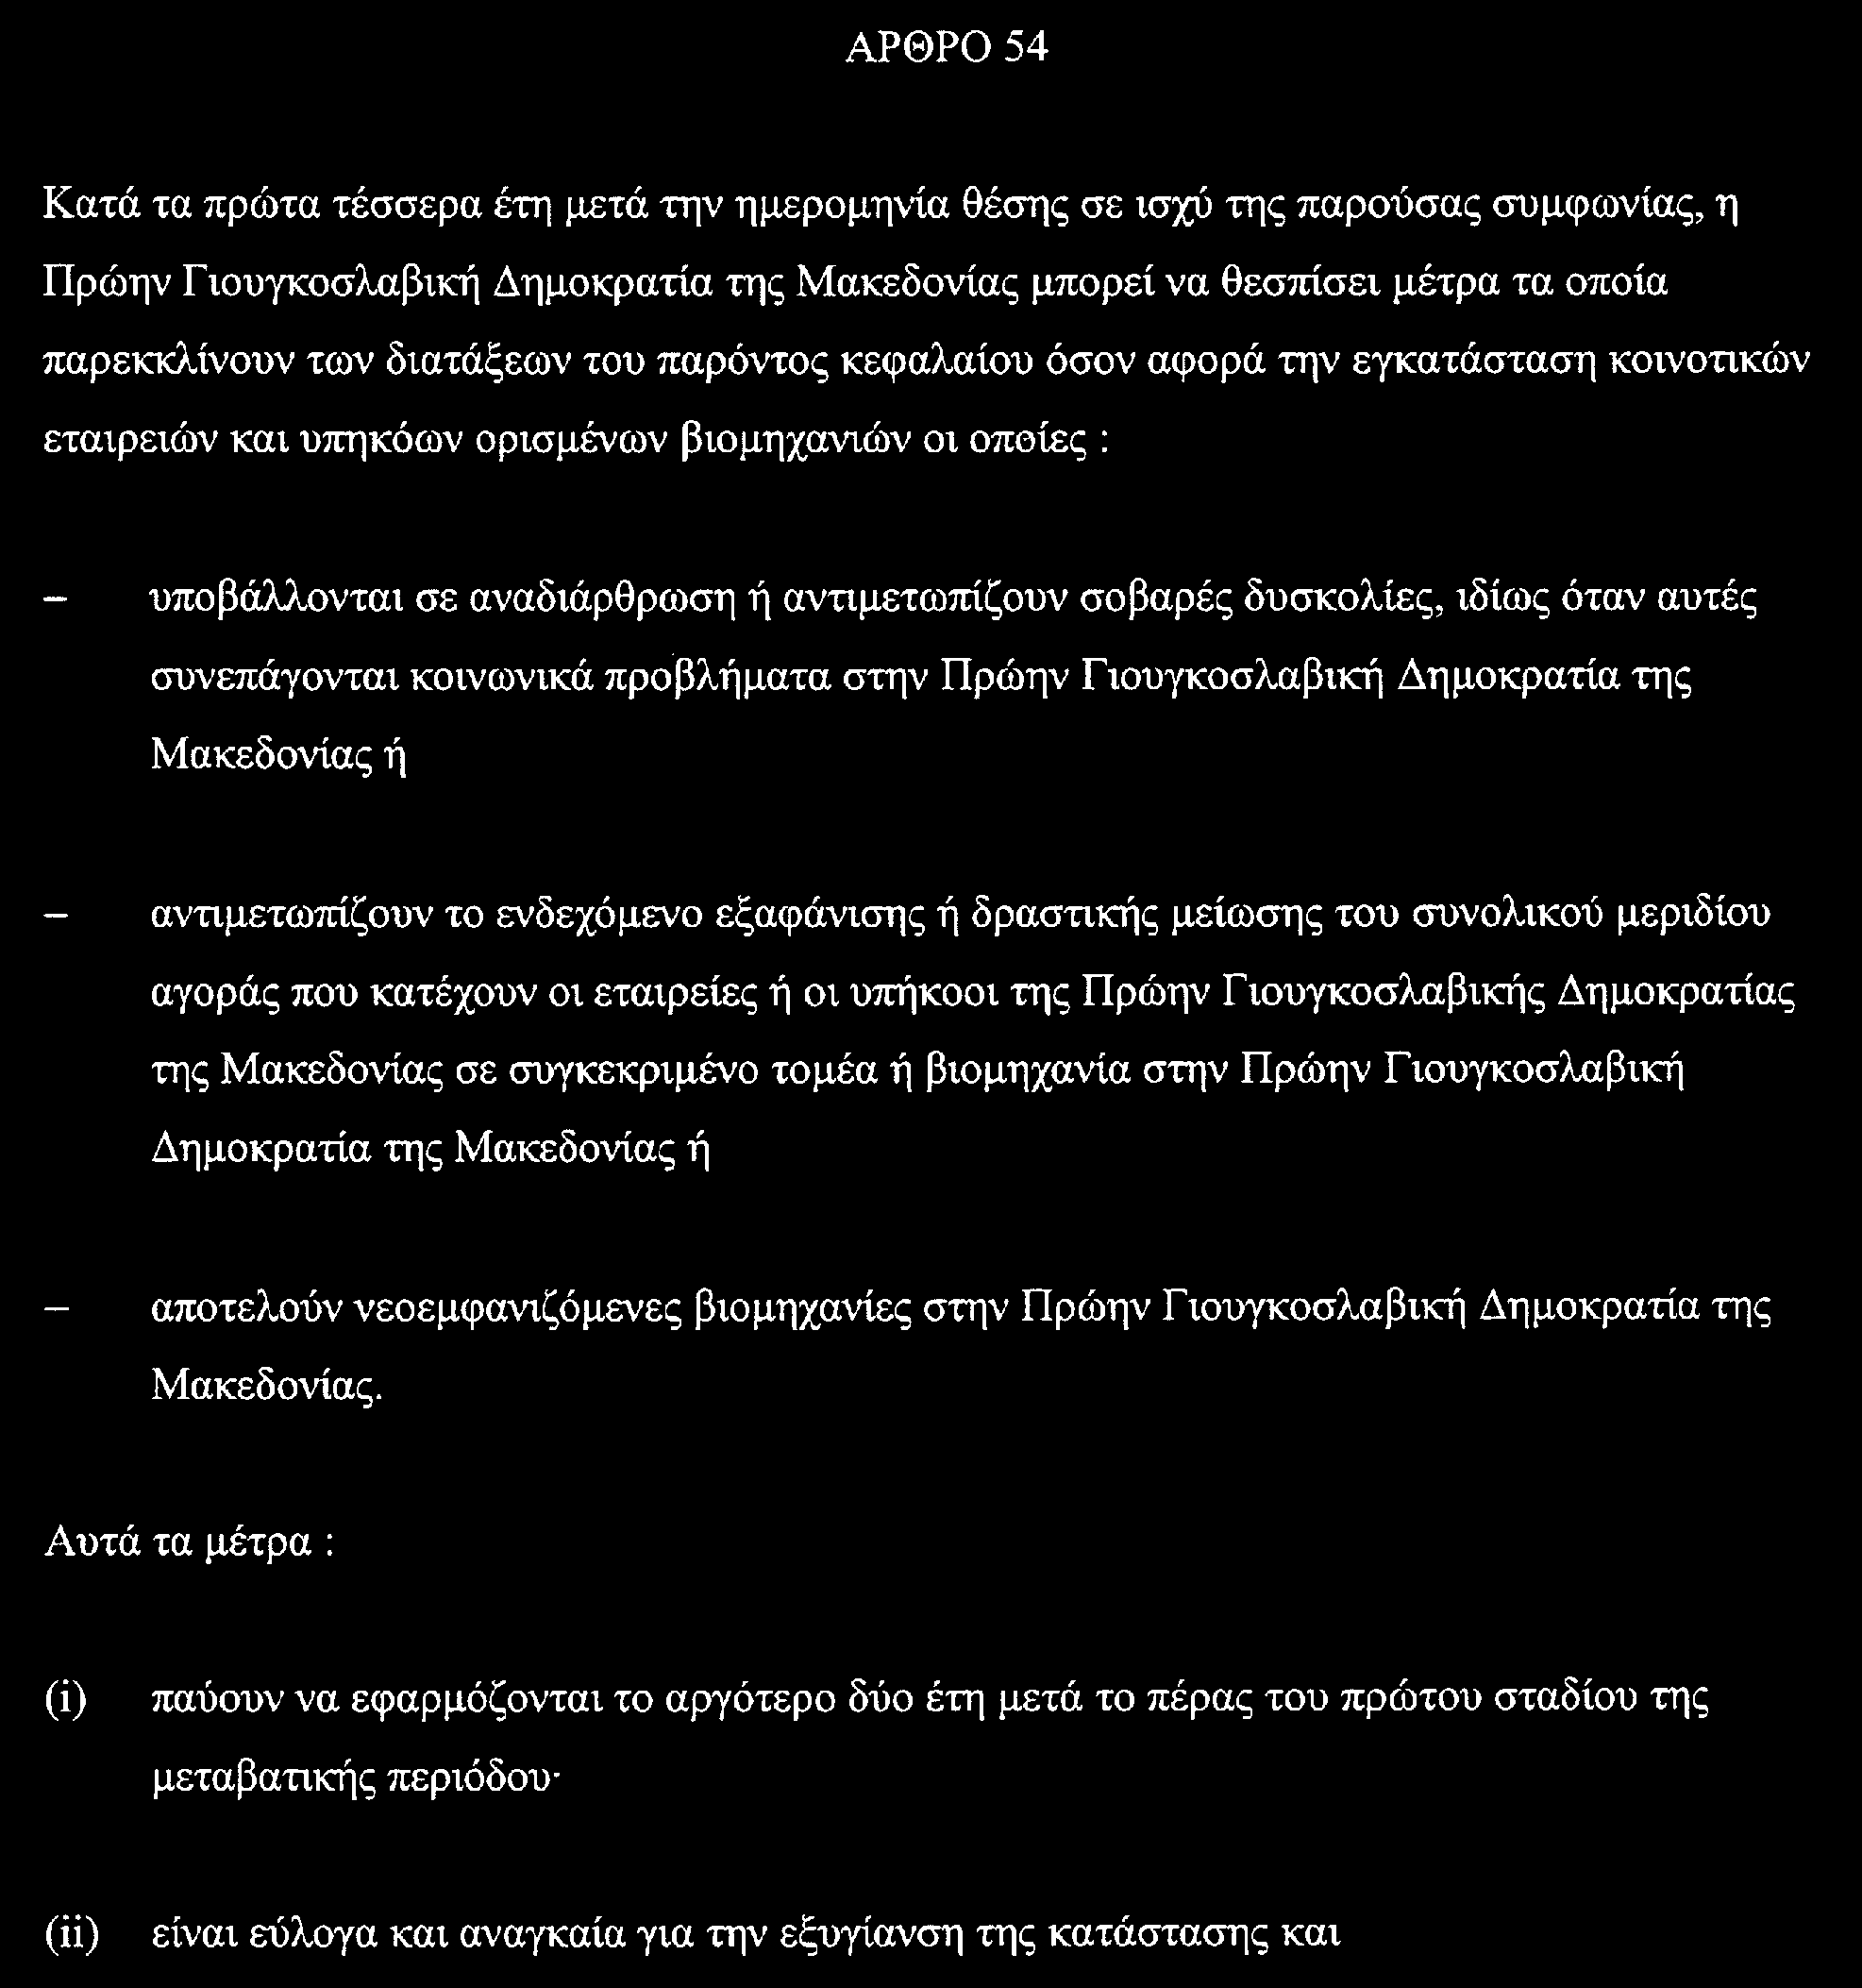 ΑΡΘΡΟ 54
Κατά τα πρώτα τέσσερα έτη μετά την ημερομηνία θέσης σε ισχύ της παρούσας συμφωνίας, η
Πρώην Γιουγκοσλαβική Δημοκρατία της Μακεδονίας μπορεί να θεσπίσει μέτρα τα οποία
παρεκκλίνουν των διατάξεων του παρόντος κεφαλαίου όσον αφορά την εγκατάσταση κοινοτικών
εταιρειών και υπηκόων ορισμένων βιομηχανιών οι οποίες :
– υποβάλλονται σε αναδιάρθρωση ή αντιμετωπίζουν σοβαρές δυσκολίες, ιδίως όταν αυτές
συνεπάγονται κοινωνικά προβλήματα στην Πρώην Γιουγκοσλαβική Δημοκρατία της
Μακεδονίας ή
– αντιμετωπίζουν το ενδεχόμενο εξαφάνισης ή δραστικής μείωσης του συνολικού μεριδίου
αγοράς που κατέχουν οι εταιρείες ή οι υπήκοοι της Πρώην Γιουγκοσλαβικής Δημοκρατίας
της Μακεδονίας σε συγκεκριμένο τομέα ή βιομηχανία στην Πρώην Γιουγκοσλαβική
Δημοκρατία της Μακεδονίας ή
– αποτελούν νεοεμφανιζόμενες βιομηχανίες στην Πρώην Γιουγκοσλαβική Δημοκρατία της
Μακεδονίας.
Αυτά τα μέτρα :
(i) παύουν να εφαρμόζονται το αργότερο δύο έτη μετά το πέρας του πρώτου σταδίου της
μεταβατικής περιόδου·
(ii) είναι εύλογα και αναγκαία για την εξυγίανση της κατάστασης και